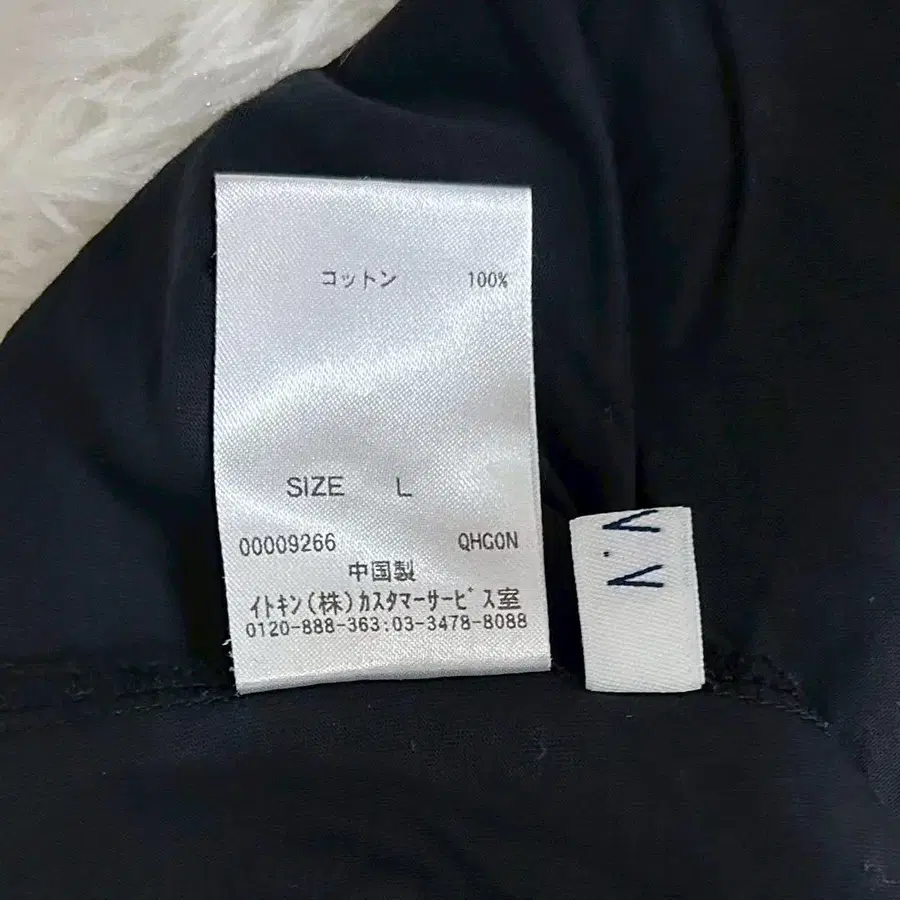 コットン 100%
SIZE L
00009266 QHG0N
中国製
イトキン(株)カスタマーサービス室
0120-888-363:03-3478-8088
V.V